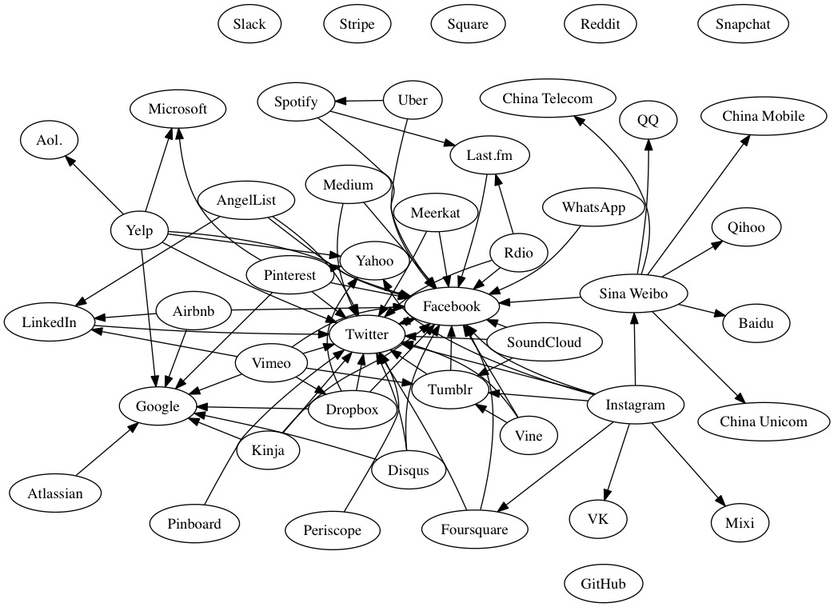 Slack
Stripe
Square
Reddit
Snapchat
Microsoft
Spotify
Uber
China Telecom
QQ
China Mobile
Aol.
Last.fm
AngelList
Medium
Meerkat
WhatsApp
Yelp
Qihoo
Yahoo
Rdio
Pinterest
Sina Weibo
LinkedIn
Airbnb
Facebook
Baidu
Twitter
SoundCloud
Vimeo
Tumblr
Instagram
Google
Dropbox
China Unicom
Vine
Kinja
Disqus
Atlassian
Pinboard
Periscope
Foursquare
VK
Mixi
GitHub